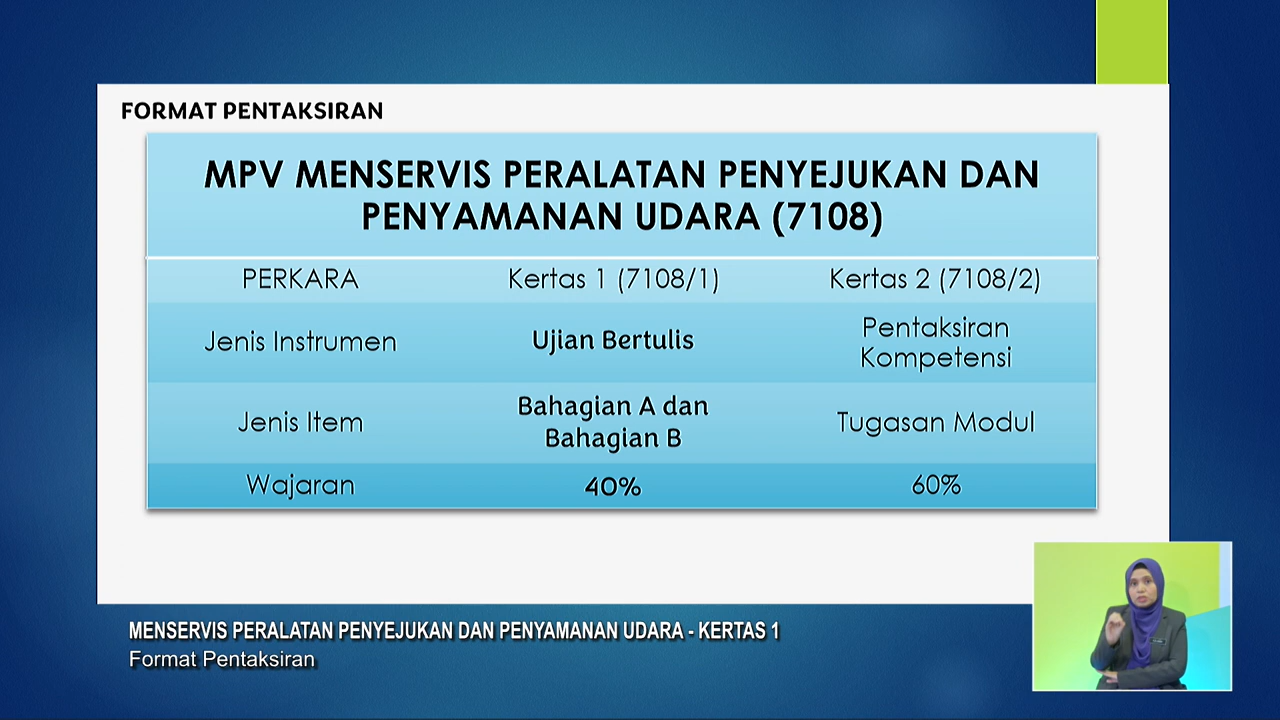 FORMAT PENTAKSIRAN
MPV MENSERVIS PERALATAN PENYEJUKAN DAN
PENYAMANAN UDARA (7108)
PERKARA Kertas 1 (7108/1) Kertas 2 (7108/2)
Jenis Instrumen Ujian Bertulis Pentaksiran
Kompetensi
Jenis Item Bahagian A dan
Bahagian B Tugasan Modul
Wajaran 40% 60%
MENSERVIS PERALATAN PENYEJUKAN DAN PENYAMANAN UDARA - KERTAS 1
Format Pentaksiran